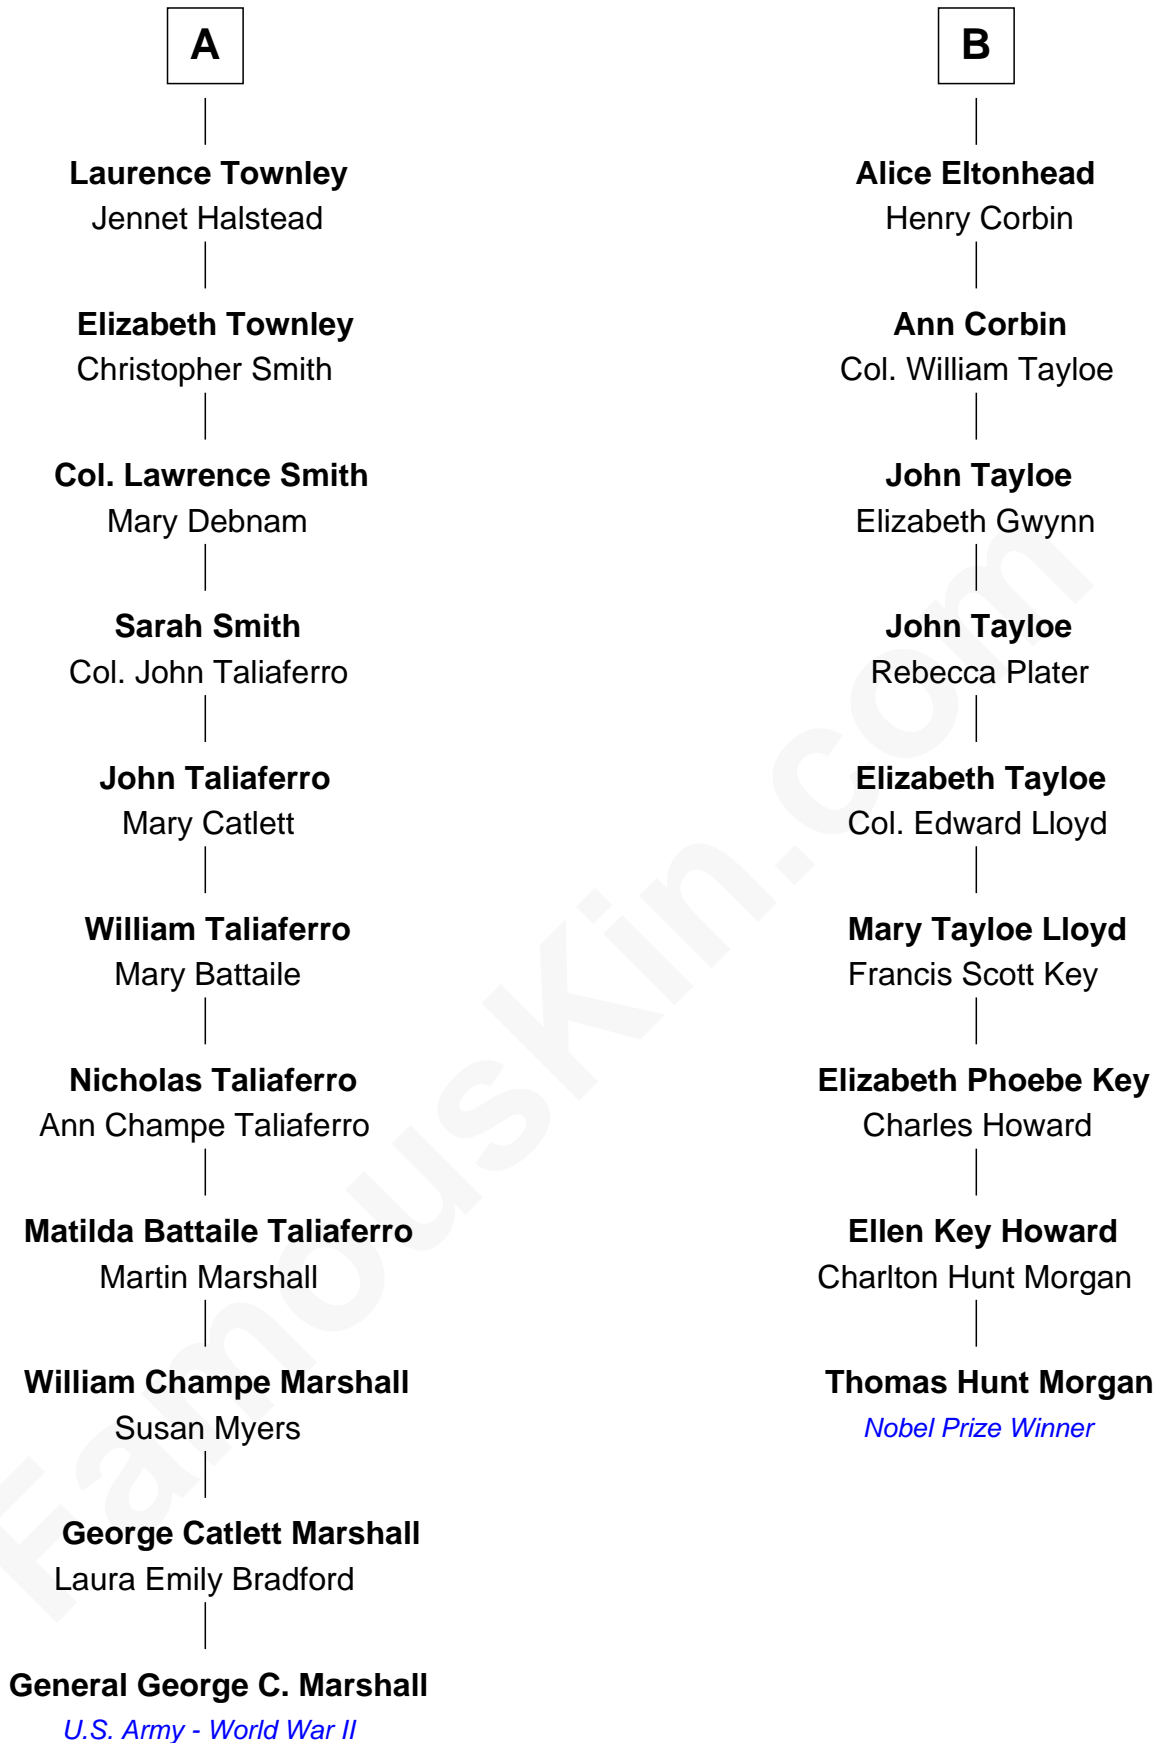 A
Laurence Townley
Jennet Halstead
Elizabeth Townley
Christopher Smith
Col. Lawrence Smith
Mary Debnam
Sarah Smith
Col. John Taliaferro
John Taliaferro
Mary Catlett
William Taliaferro
Mary Battaile
Nicholas Taliaferro
Ann Champe Taliaferro
Matilda Battaile Taliaferro
Martin Marshall
William Champe Marshall
Susan Myers
George Catlett Marshall
Laura Emily Bradford
General George C. Marshall
U.S. Army - World War II
B
Alice Eltonhead
Henry Corbin
Ann Corbin
Col. William Tayloe
John Tayloe
Elizabeth Gwynn
John Tayloe
Rebecca Plater
Elizabeth Tayloe
Col. Edward Lloyd
Mary Tayloe Lloyd
Francis Scott Key
Elizabeth Phoebe Key
Charles Howard
Ellen Key Howard
Charlton Hunt Morgan
Thomas Hunt Morgan
Nobel Prize Winner
FamousKin.com